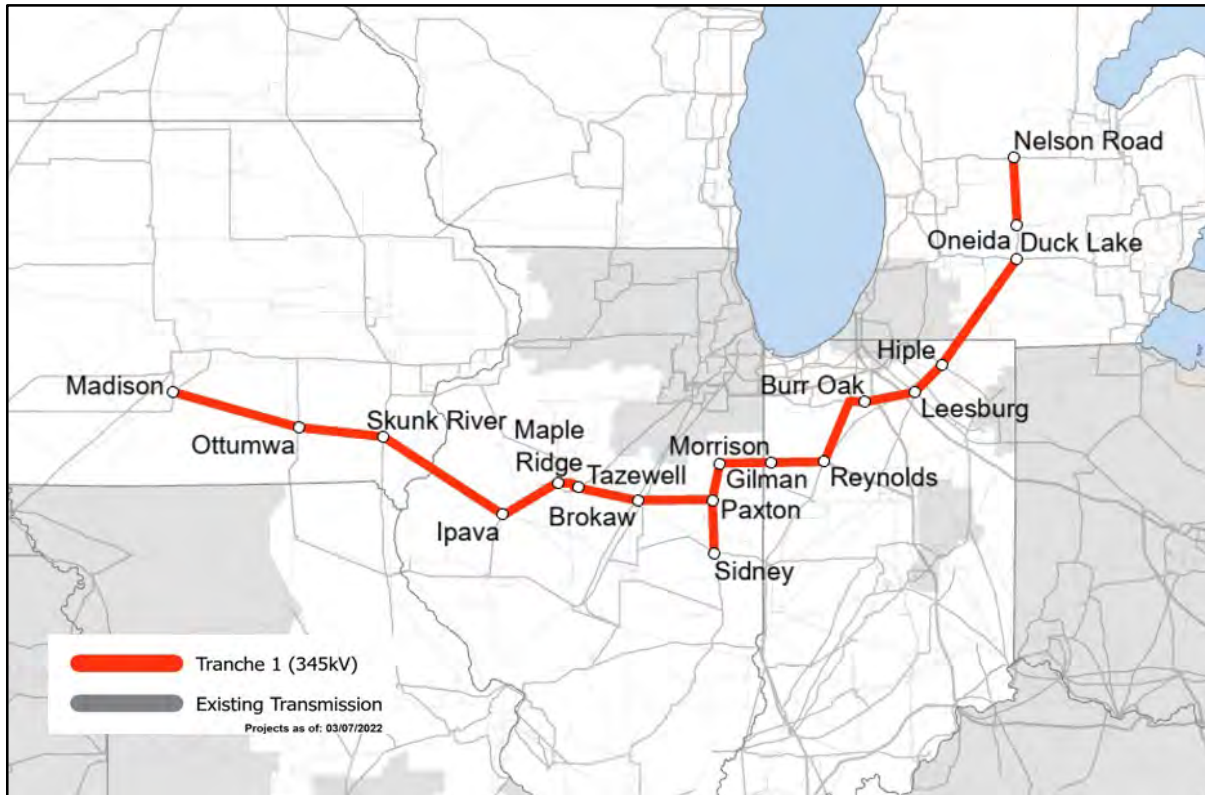 Nelson Road
Oneida
Duck Lake
Hiple
Madison
Burr Oak
Leesburg
Ottumwa
Skunk River
Maple
Ridge
Morrison
Tazewell
Gilman
Reynolds
Ipava
Brokaw
Paxton
Sidney
Tranche 1 (345kV)
Existing Transmission
Projects as of: 03/07/2022